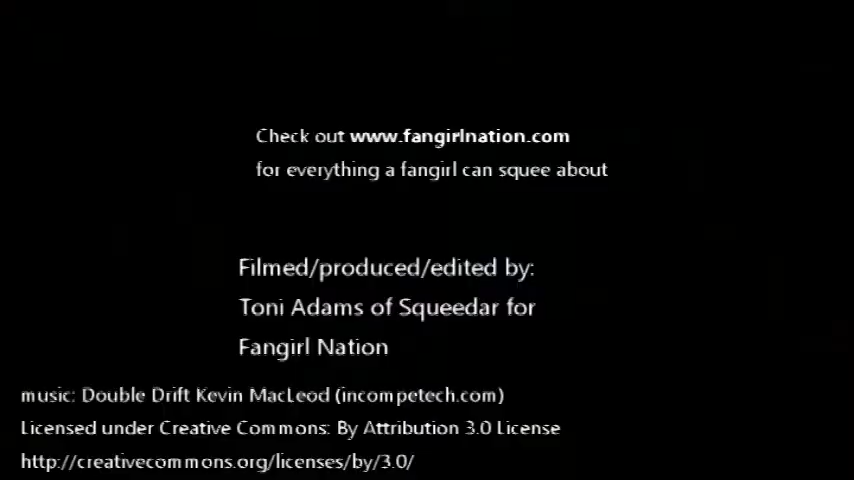 Check out www.fangirlnation.com
for everything a fangirl can squee about
Filmed/produced/edited by:
Toni Adams of Squeedar for
Fangirl Nation
music: Double Drift Kevin MacLeod (incompetech.com)
Licensed under Creative Commons: By Attribution 3.0 License
http://creativecommons.org/licenses/by/3.0/